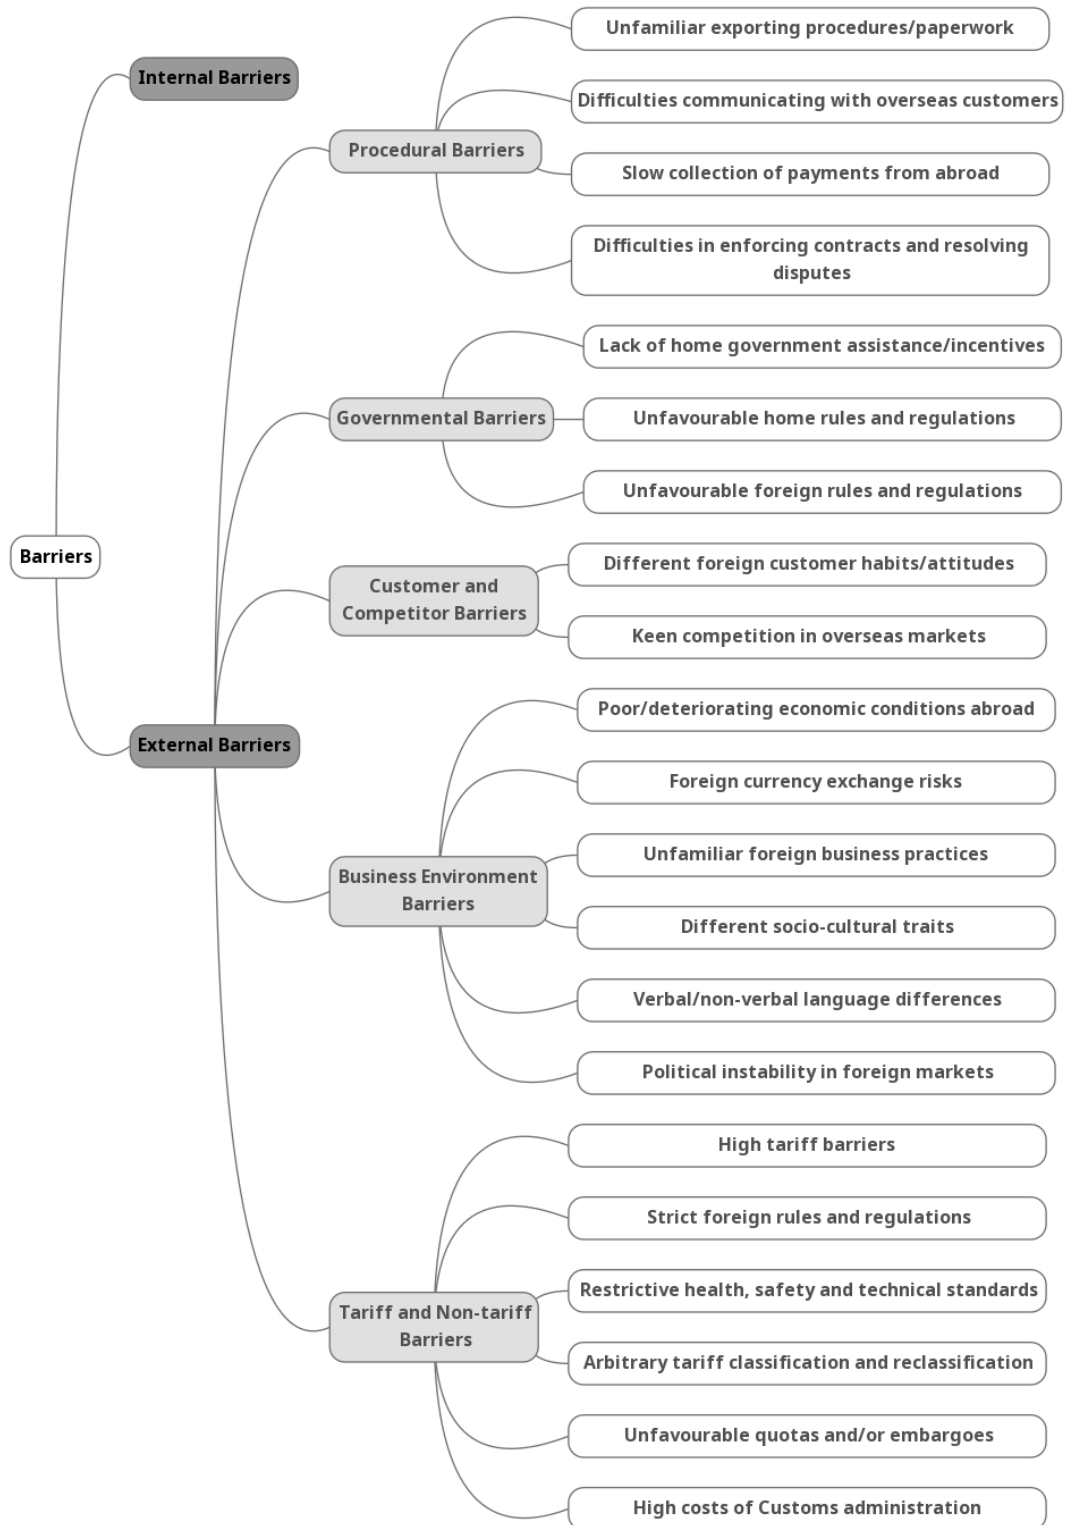 Barriers
Internal Barriers
External Barriers
Procedural Barriers
Unfamiliar exporting procedures/paperwork
Difficulties communicating with overseas customers
Slow collection of payments from abroad
Difficulties in enforcing contracts and resolving
disputes
Governmental Barriers
Lack of home government assistance/incentives
Unfavourable home rules and regulations
Unfavourable foreign rules and regulations
Customer and
Competitor Barriers
Different foreign customer habits/attitudes
Keen competition in overseas markets
Business Environment
Barriers
Poor/deteriorating economic conditions abroad
Foreign currency exchange risks
Unfamiliar foreign business practices
Different socio-cultural traits
Verbal/non-verbal language differences
Political instability in foreign markets
Tariff and Non-tariff
Barriers
High tariff barriers
Strict foreign rules and regulations
Restrictive health, safety and technical standards
Arbitrary tariff classification and reclassification
Unfavourable quotas and/or embargoes
High costs of Customs administration